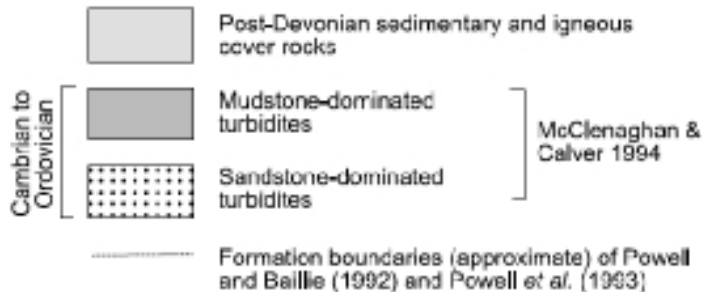 Post-Devonian sedimentary and igneous
cover rocks
Cambrian to
Ordovician
Mudstone-dominated
turbidites
McClenaghan &
Calver 1994
Sandstone-dominated
turbidites
Formation boundaries (approximate) of Powell
and Baillie (1992) and Powell et al. (1993)